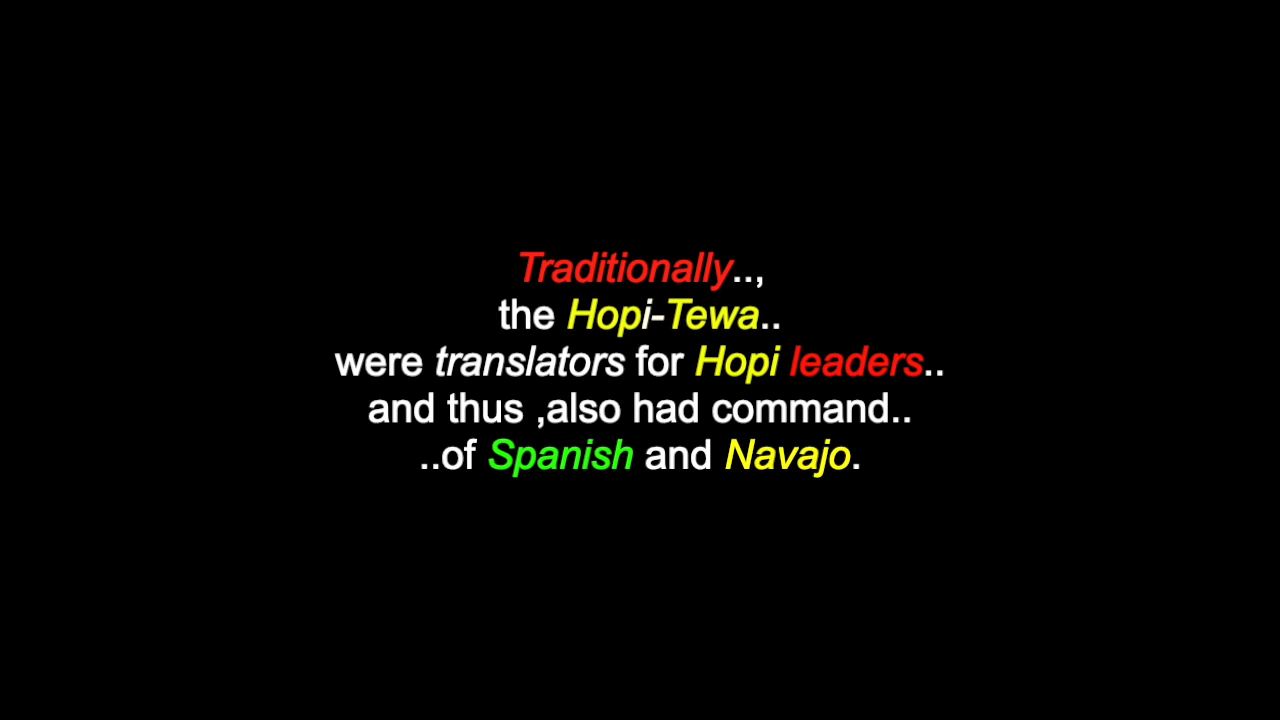 Traditionally..,
the Hopi-Tewa..
were translators for Hopi leaders..
and thus ,also had command..
..of Spanish and Navajo.